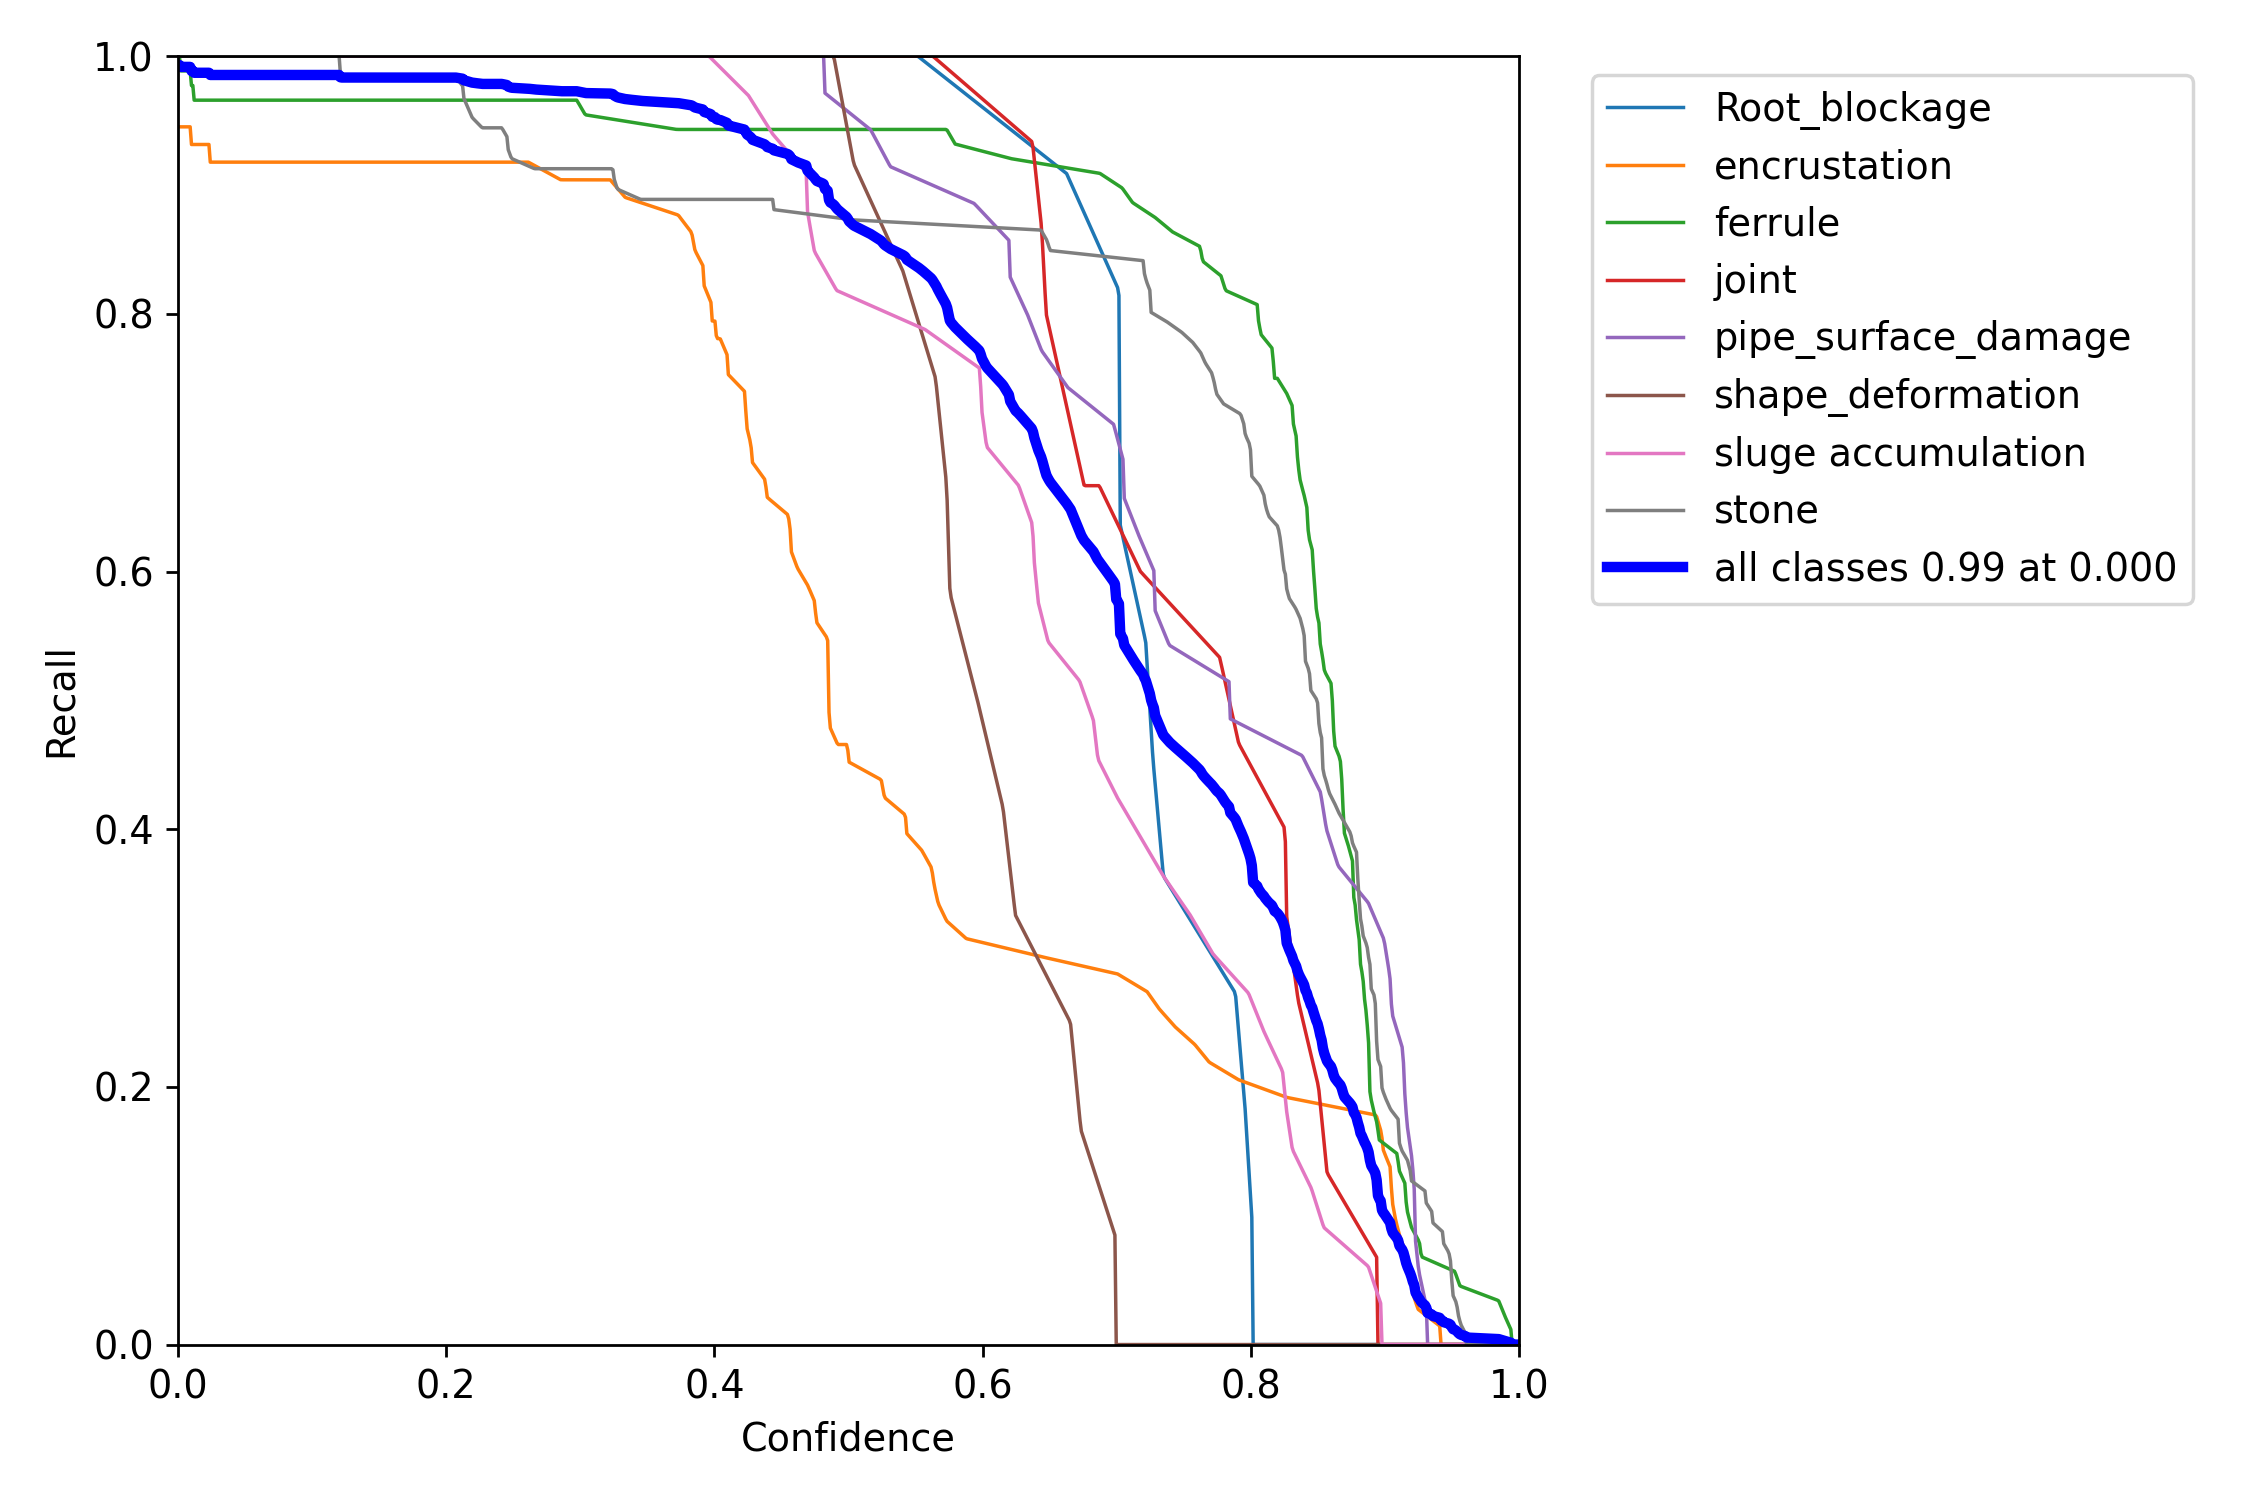 1.0
0.8
0.6
0.4
0.2
0.0
Recall
0.0 0.2 0.4 0.6 0.8 1.0
Confidence
Root_blockage
encrustation
ferrule
joint
pipe_surface_damage
shape_deformation
sluge accumulation
stone
all classes 0.99 at 0.000